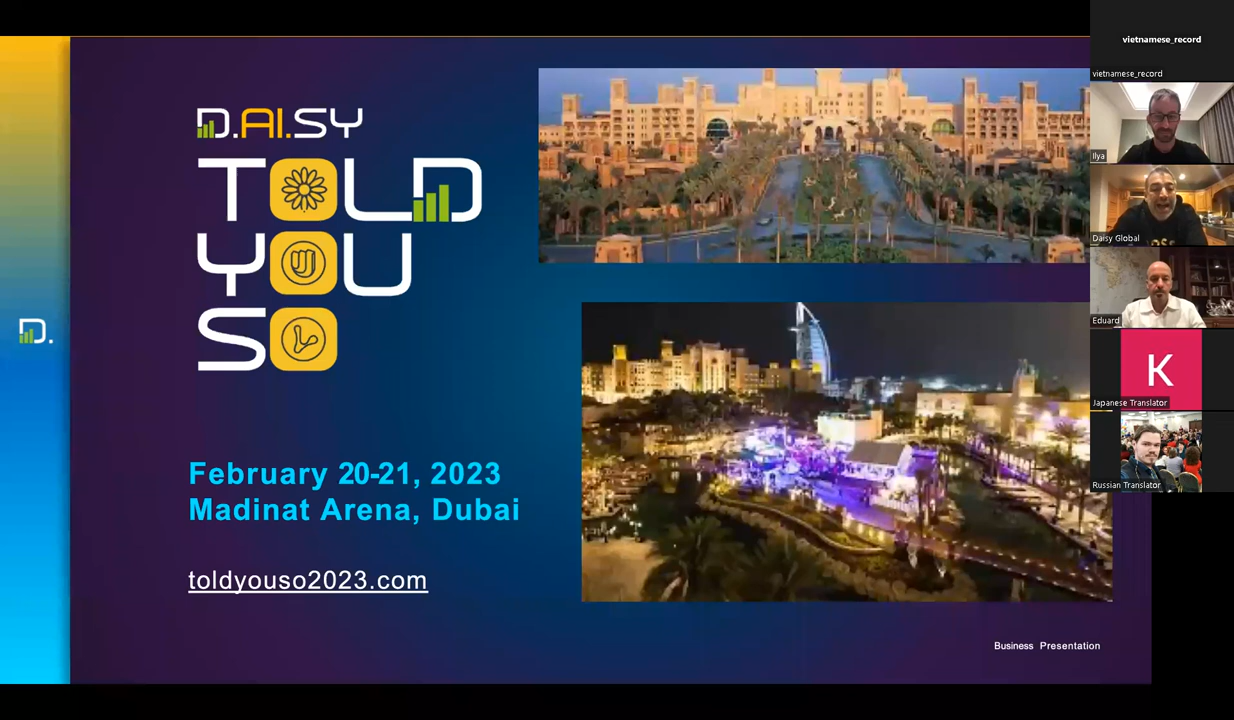 D.AI.SY
TOLD
YOU
SO
February 20-21, 2023
Madinat Arena, Dubai
toldyouso2023.com
Business Presentation
D.
vietnamese_record
vietnamese_record
Ilya
Daisy Global
Eduard
K
Japanese Translator
Russian Translator